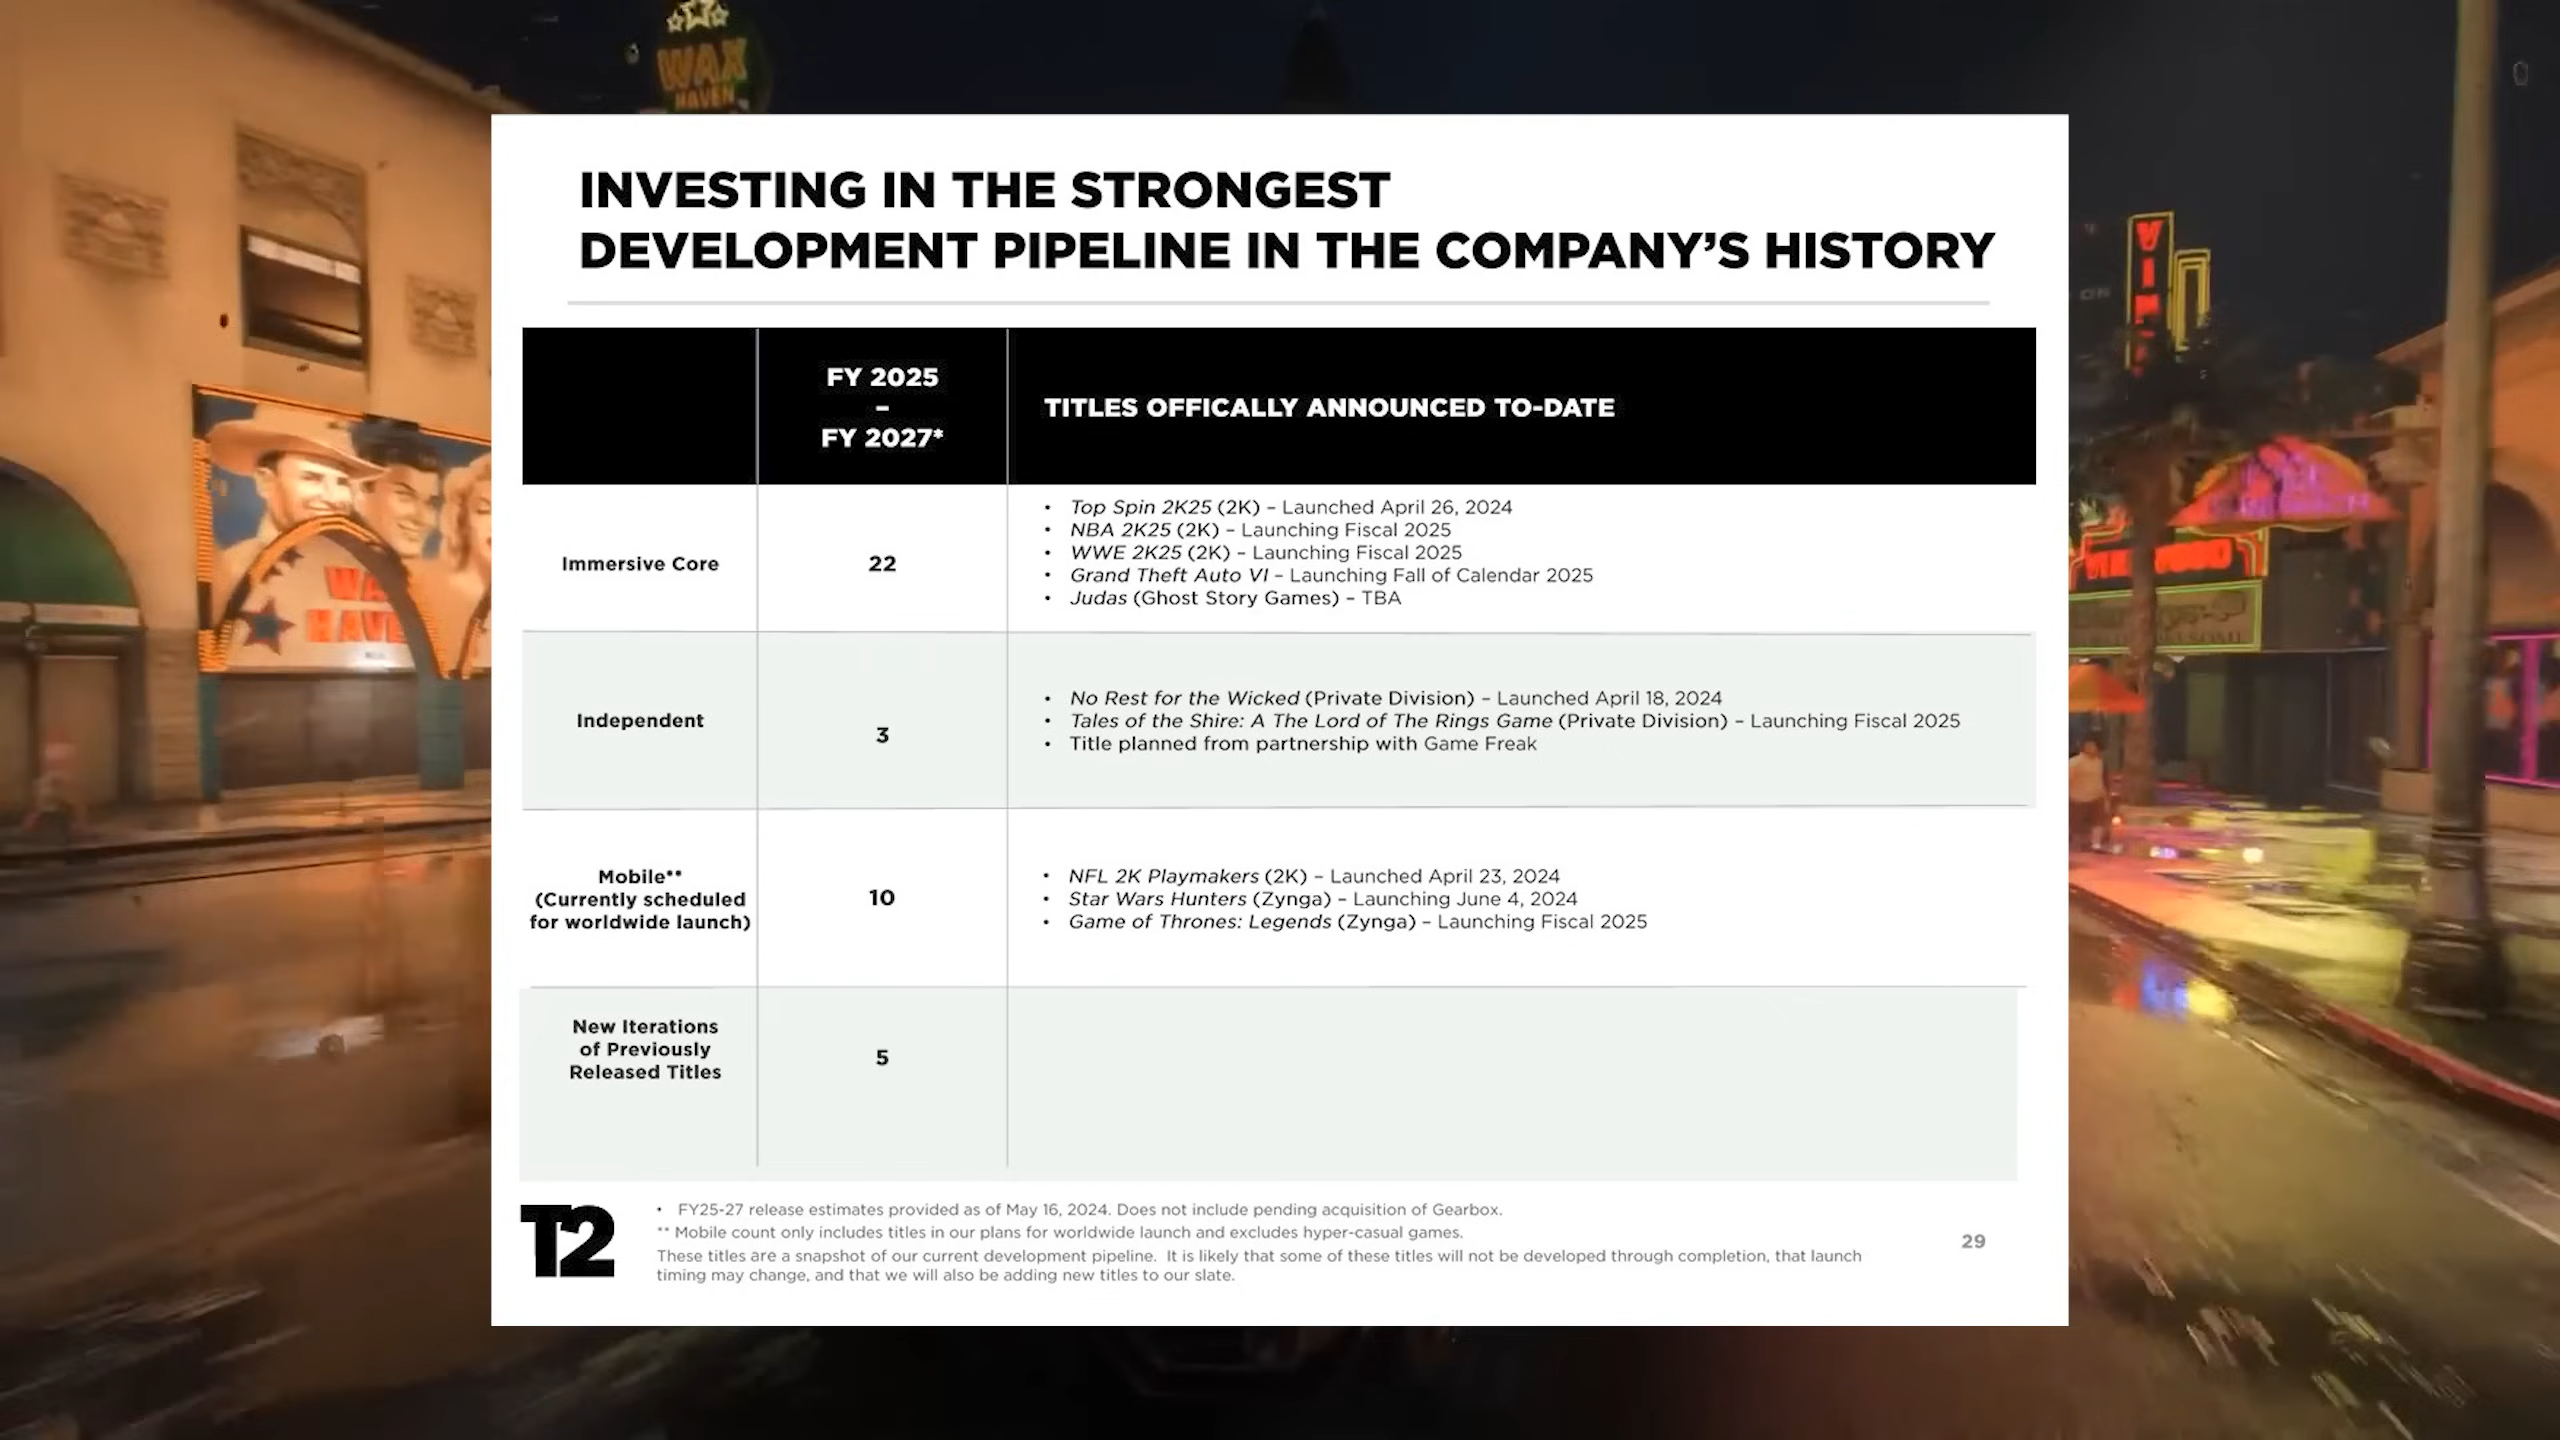 WAX
HAVEN
INVESTING IN THE STRONGEST
DEVELOPMENT PIPELINE IN THE COMPANY’S HISTORY
FY 2025
–
FY 2027*
TITLES OFFICALLY ANNOUNCED TO-DATE
Immersive Core
22
• Top Spin 2K25 (2K) – Launched April 26, 2024
• NBA 2K25 (2K) – Launching Fiscal 2025
• WWE 2K25 (2K) – Launching Fiscal 2025
• Grand Theft Auto VI – Launching Fall of Calendar 2025
• Judas (Ghost Story Games) – TBA
Independent
3
• No Rest for the Wicked (Private Division) – Launched April 18, 2024
• Tales of the Shire: A The Lord of The Rings Game (Private Division) – Launching Fiscal 2025
• Title planned from partnership with Game Freak
Mobile**
(Currently scheduled
for worldwide launch)
10
• NFL 2K Playmakers (2K) – Launched April 23, 2024
• Star Wars Hunters (Zynga) – Launching June 4, 2024
• Game of Thrones: Legends (Zynga) – Launching Fiscal 2025
New Iterations
of Previously
Released Titles
5
T2
• FY25-27 release estimates provided as of May 16, 2024. Does not include pending acquisition of Gearbox.
** Mobile count only includes titles in our plans for worldwide launch and excludes hyper-casual games.
These titles are a snapshot of our current development pipeline. It is likely that some of these titles will not be developed through completion, that launch
timing may change, and that we will also be adding new titles to our slate.
29